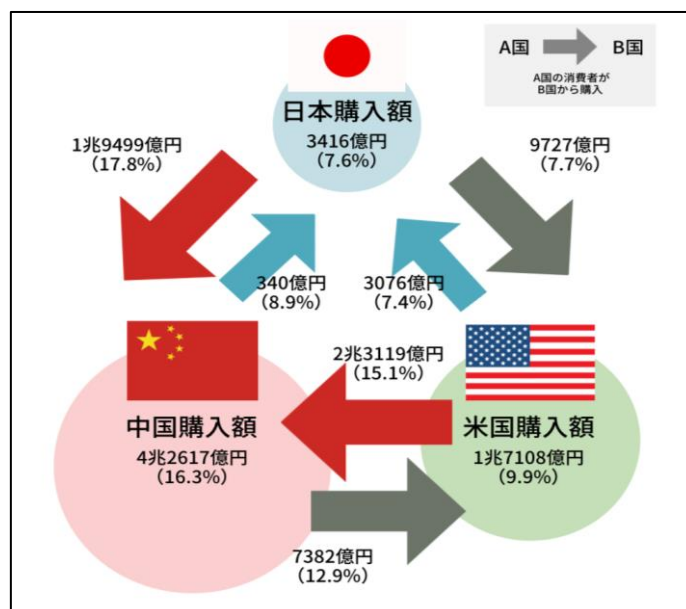 A国 B国
A国の消費者が
B国から購入
日本購入額
3416億円
（7.6%）
1兆9499億円
（17.8%）
9727億円
（7.7%）
340億円
（8.9%）
3076億円
（7.4%）
2兆3119億円
（15.1%）
中国購入額
4兆2617億円
（16.3%）
米国購入額
1兆7108億円
（9.9%）
7382億円
（12.9%）